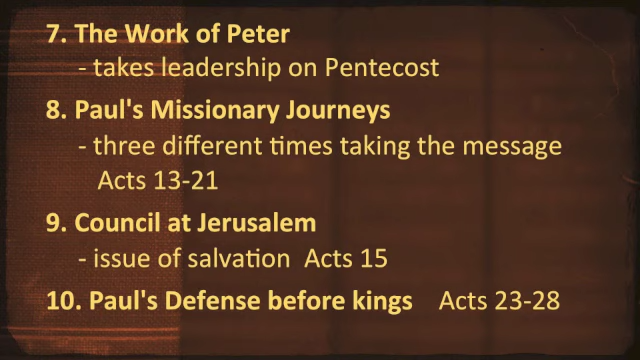 7. The Work of Peter
- takes leadership on Pentecost
8. Paul's Missionary Journeys
- three different times taking the message
Acts 13-21
9. Council at Jerusalem
- issue of salvation  Acts 15
10. Paul's Defense before kings    Acts 23-28